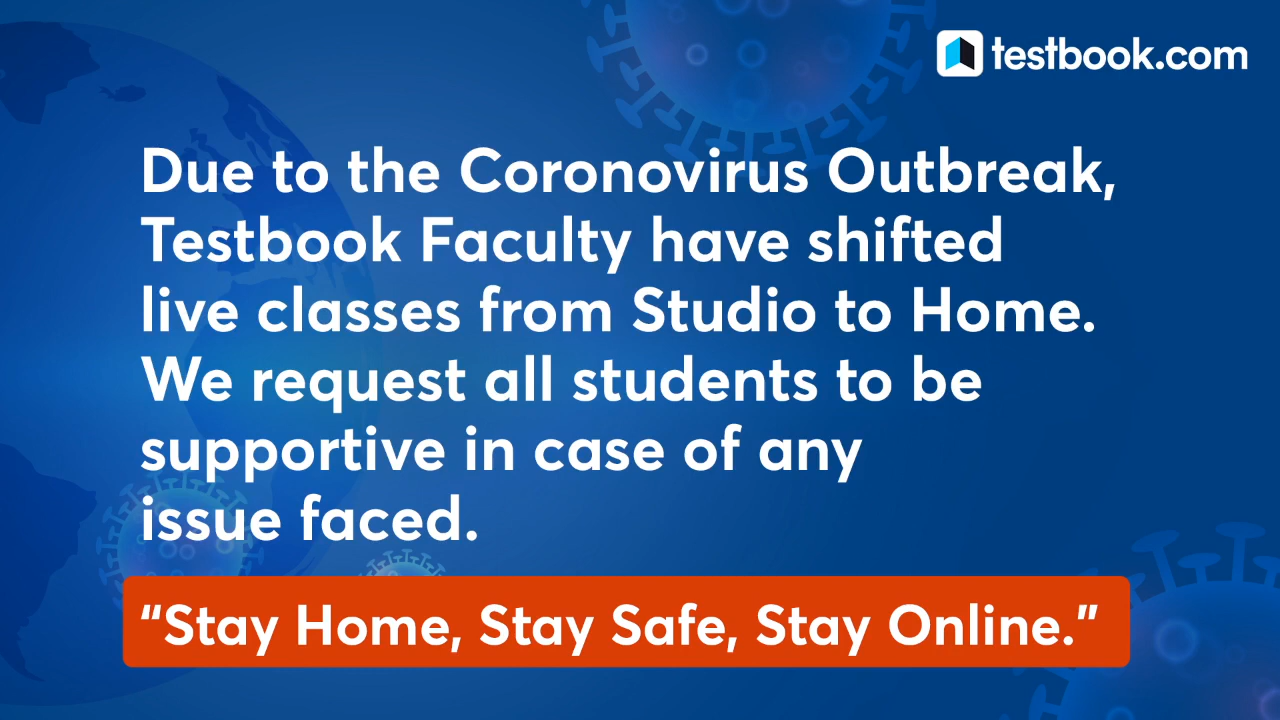 testbook.com
Due to the Coronovirus Outbreak,
Testbook Faculty have shifted
live classes from Studio to Home.
We request all students to be
supportive in case of any
issue faced.
“Stay Home, Stay Safe, Stay Online.”